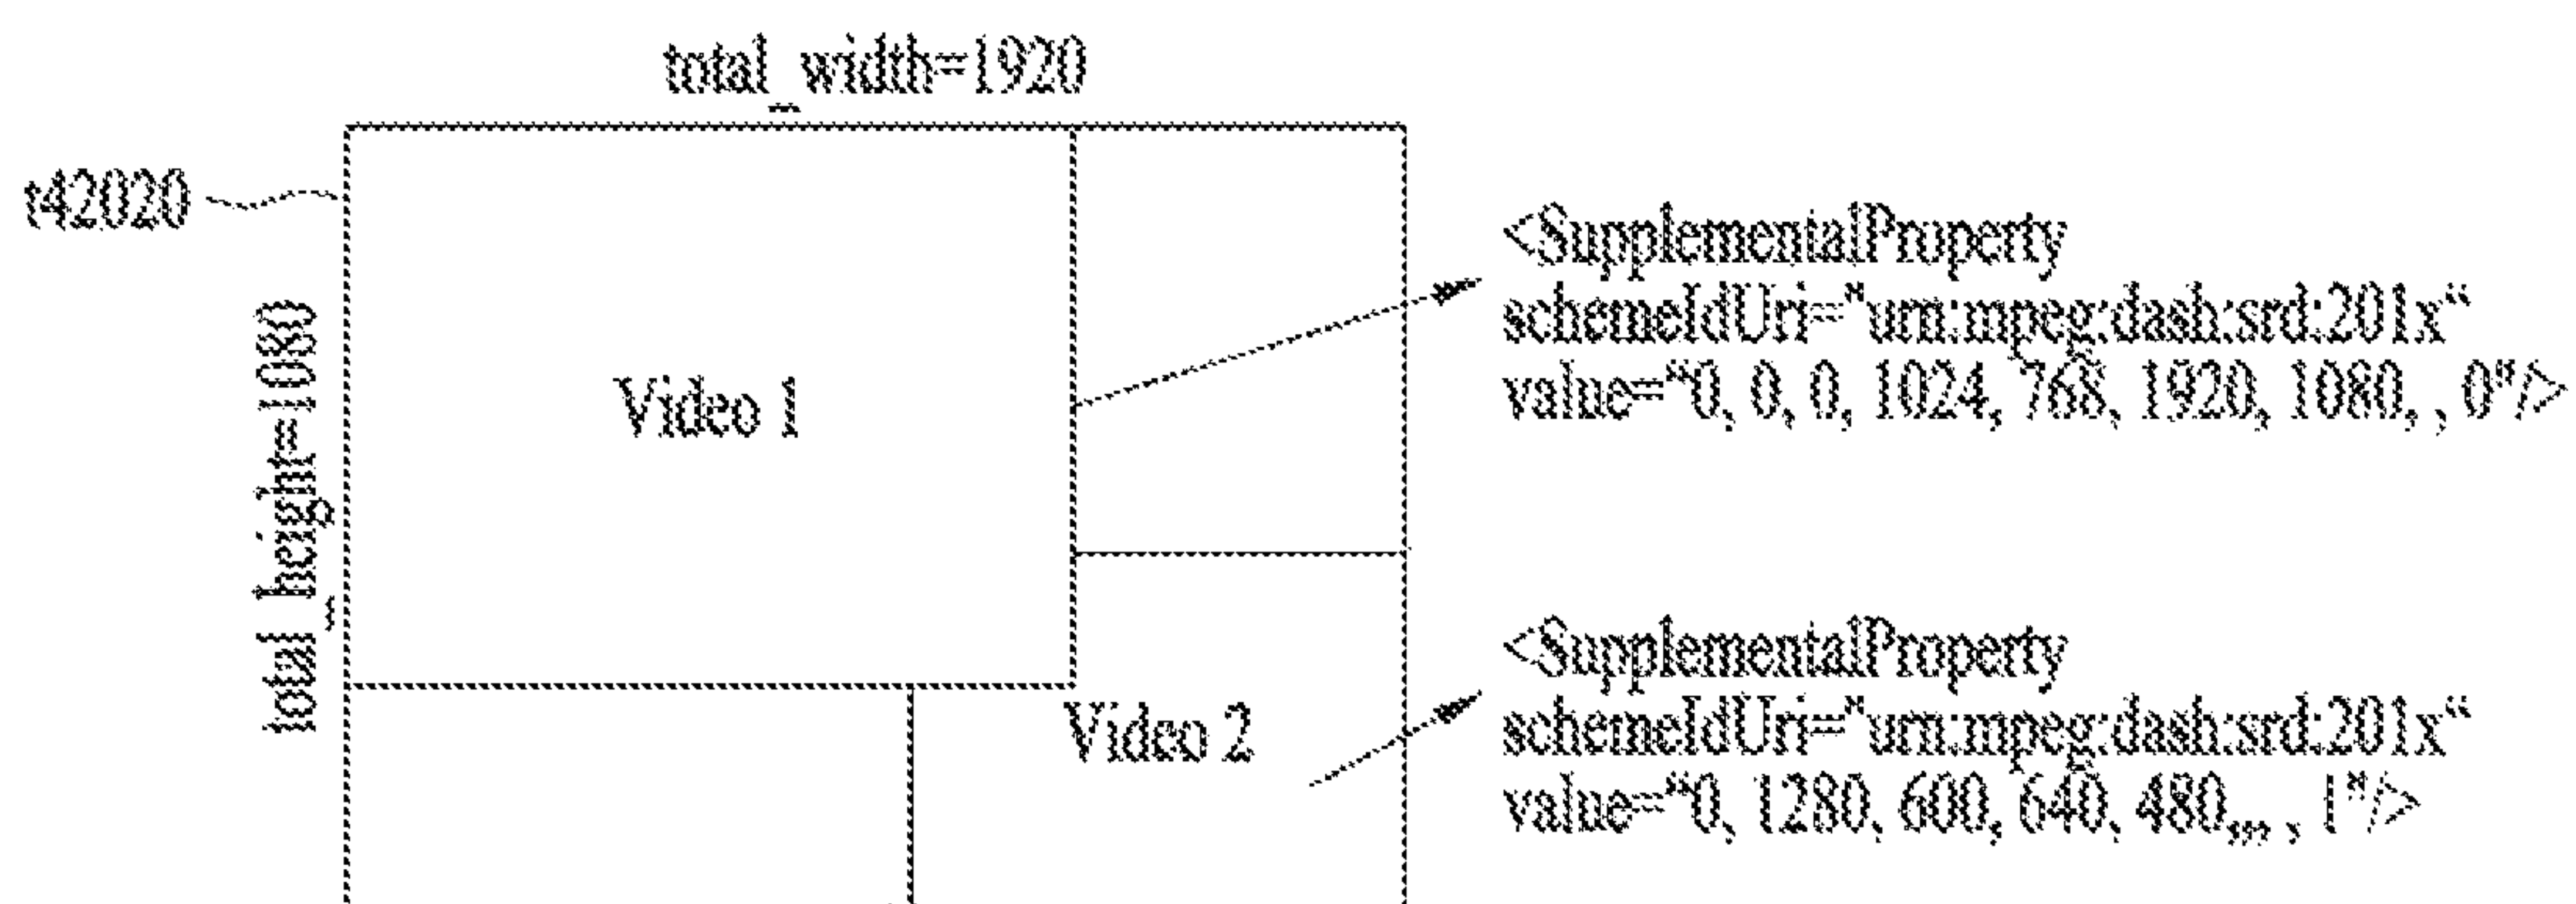 total_width=1920
t42020
total_height=1080
Video 1
<SupplementalProperty
schemeIdUri="urn:mpeg:dash:srd:201x“
value=“0, 0, 0, 1024, 768, 1920, 1080, , 0"/>
Video 2
<SupplementalProperty
schemeIdUri="urn:mpeg:dash:srd:201x“
value=“0, 1280, 600, 640, 480,,, , 1"/>